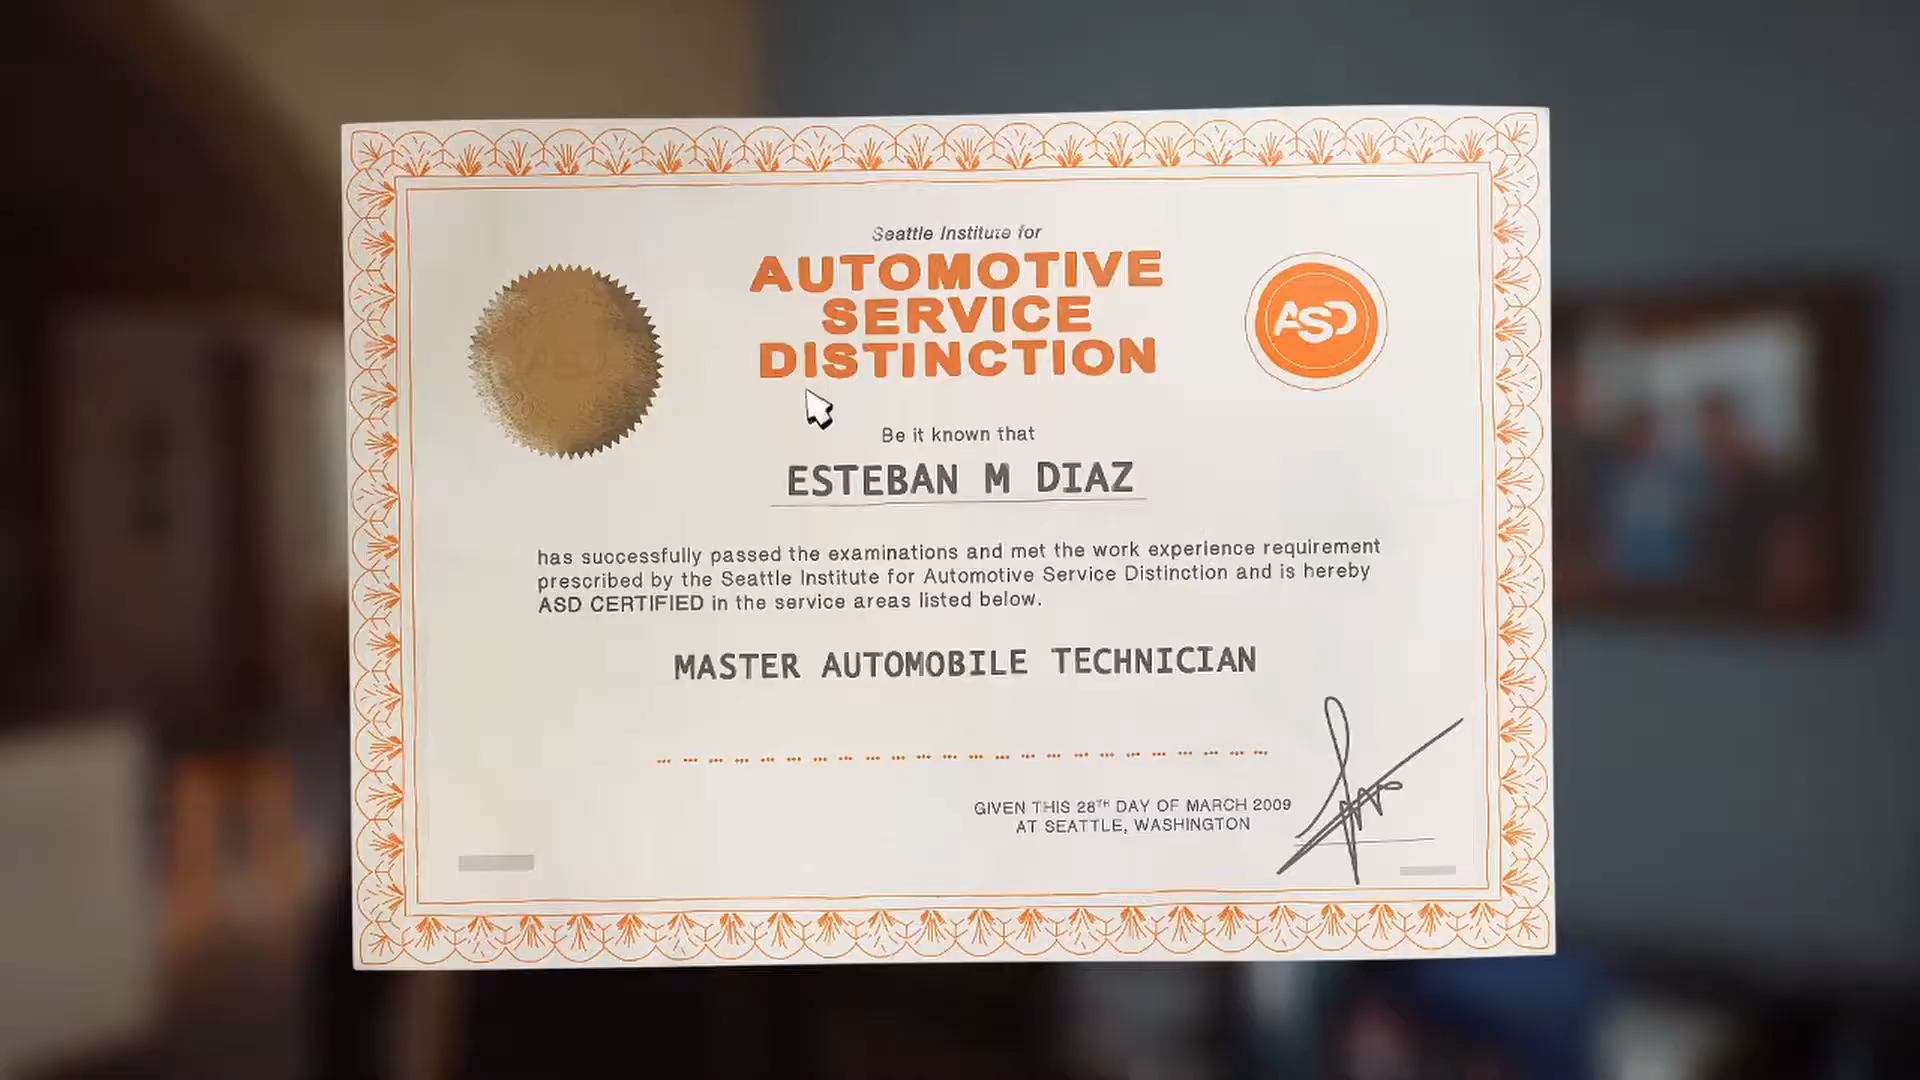 Seattle Institute for
AUTOMOTIVE
SERVICE
DISTINCTION
ASD
ASD
Be it known that
ESTEBAN M DIAZ
has successfully passed the examinations and met the work experience requirement
prescribed by the Seattle Institute for Automotive Service Distinction and is hereby
ASD CERTIFIED in the service areas listed below.
MASTER AUTOMOBILE TECHNICIAN
GIVEN THIS 28TH DAY OF MARCH 2009
AT SEATTLE, WASHINGTON